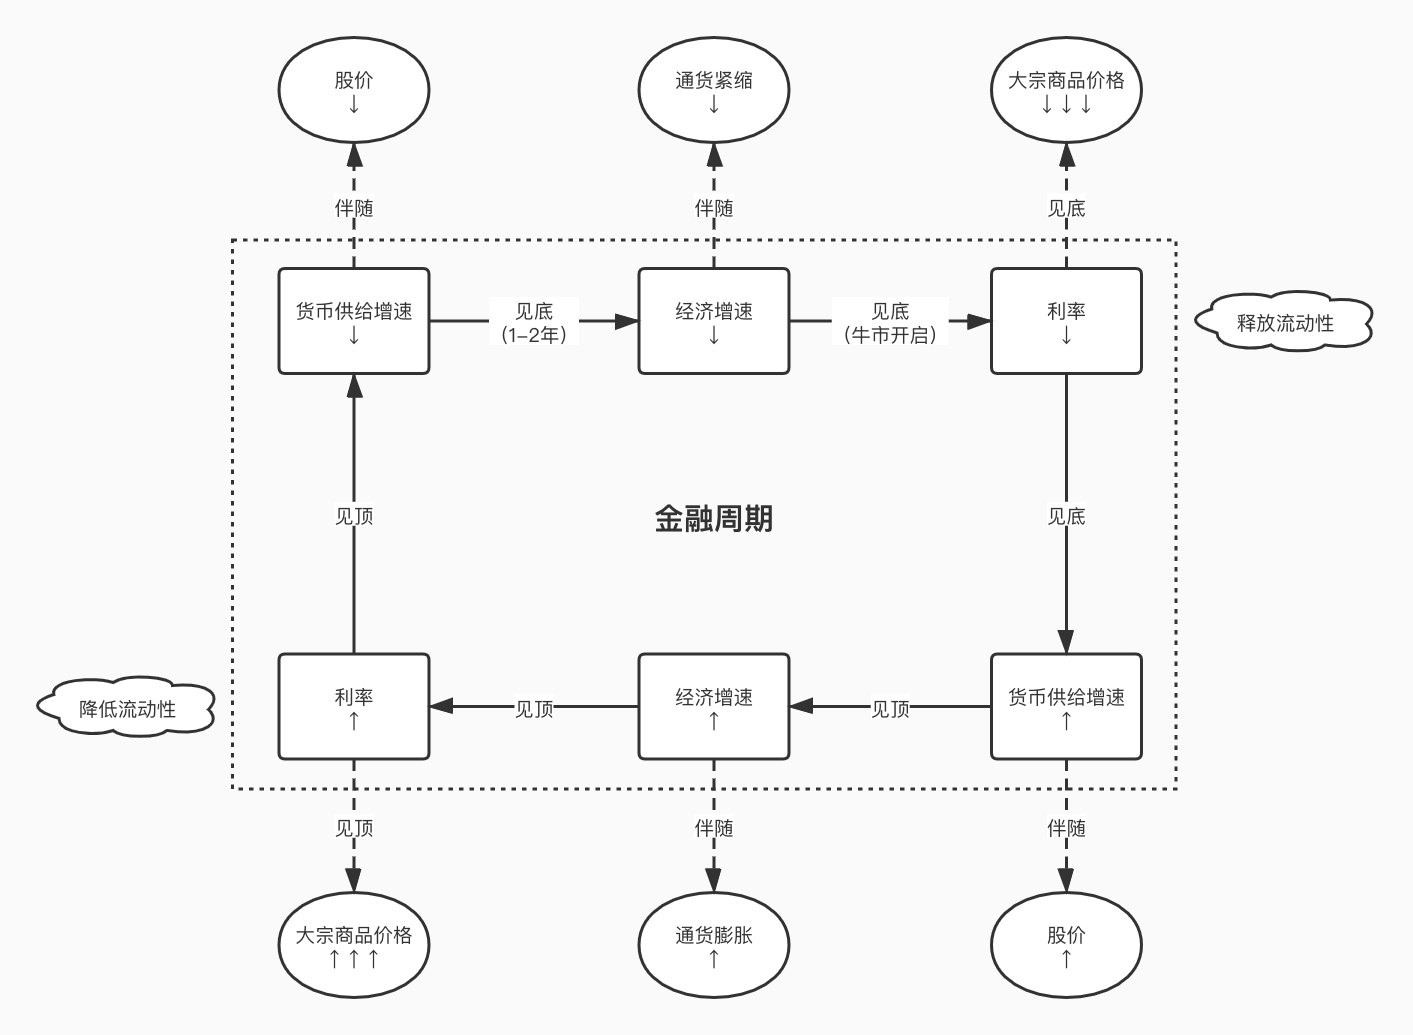 股价
↓
通货紧缩
↓
大宗商品价格
↓ ↓ ↓
伴随
伴随
见底
货币供给增速
↓
见底
(1-2年)
经济增速
↓
见底
(牛市开启)
利率
↓
释放流动性
见顶
金融周期
见底
降低流动性
利率
↑
见顶
经济增速
↑
见顶
货币供给增速
↑
见顶
伴随
伴随
大宗商品价格
↑ ↑ ↑
通货膨胀
↑
股价
↑